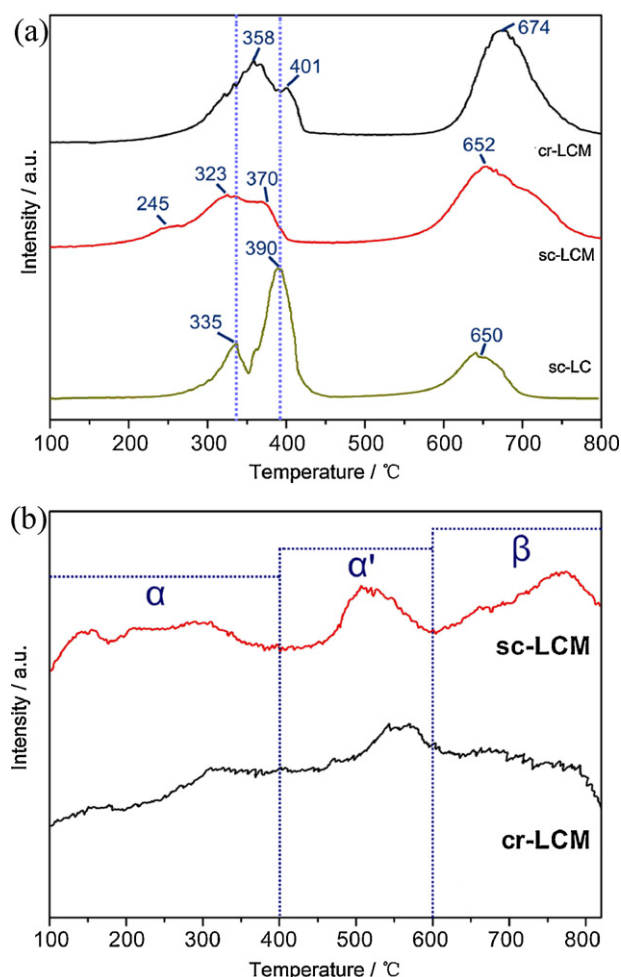 (a)
358
401
674
cr-LCM
245
323
370
652
sc-LCM
390
335
650
sc-LC
Intensity / a.u.
100 200 300 400 500 600 700 800
Temperature / ℃
(b)
α
α'
β
sc-LCM
cr-LCM
Intensity / a.u.
100 200 300 400 500 600 700 800
Temperature / ℃